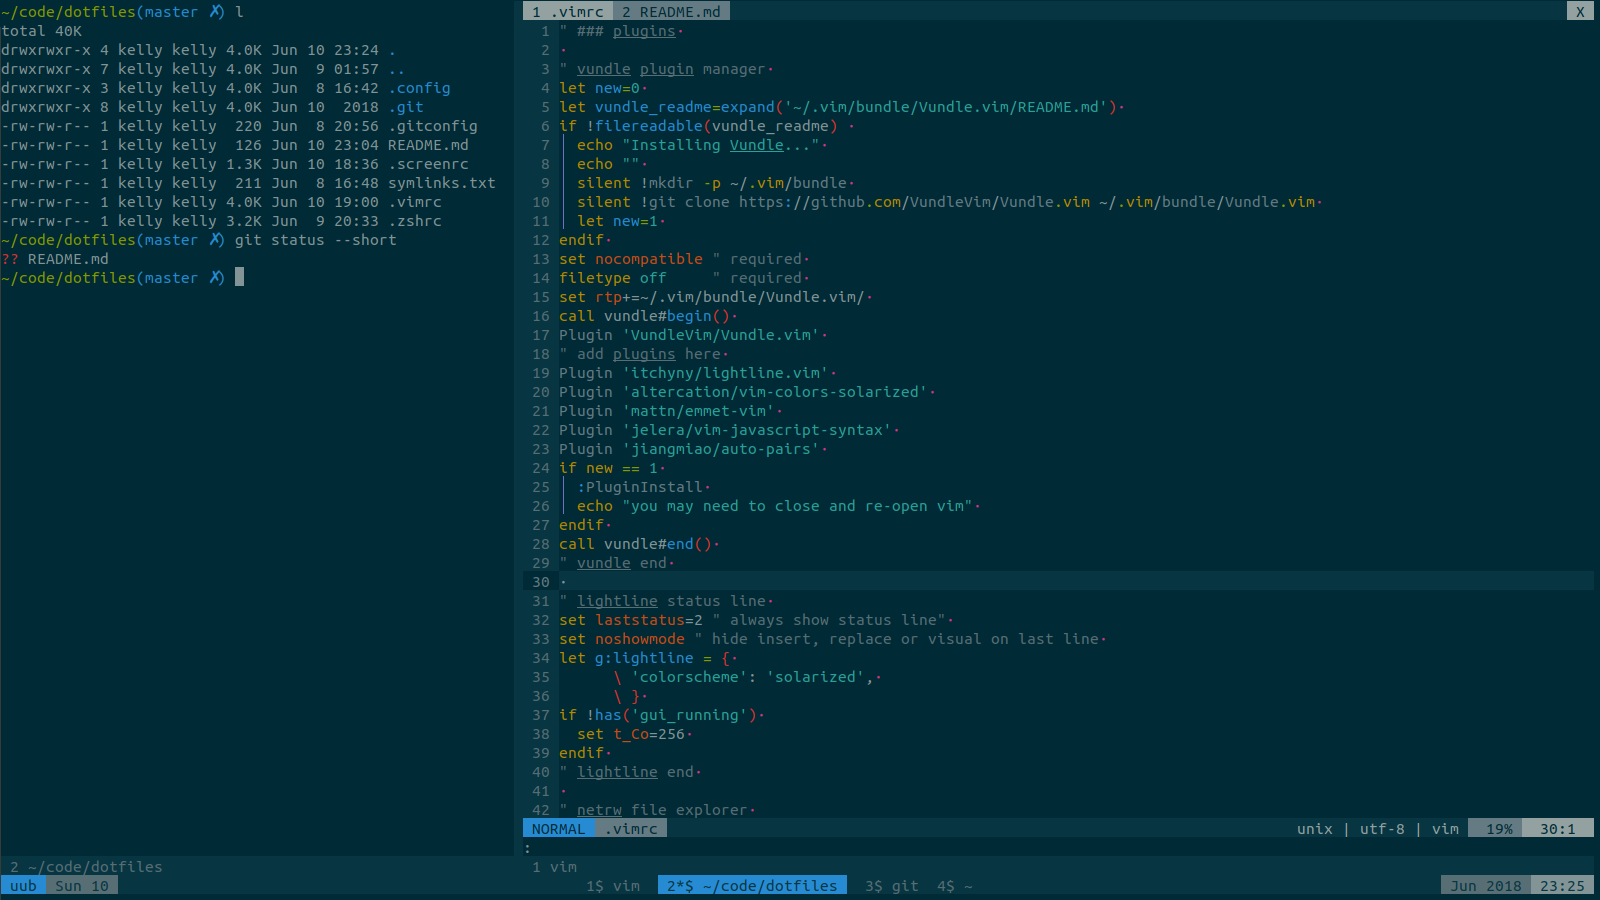 ~/code/dotfiles(master ✗) l
total 40K
drwxrwxr-x 4 kelly kelly 4.0K Jun 10 23:24 .
drwxrwxr-x 7 kelly kelly 4.0K Jun  9 01:57 ..
drwxrwxr-x 3 kelly kelly 4.0K Jun  8 16:42 .config
drwxrwxr-x 8 kelly kelly 4.0K Jun 10  2018 .git
-rw-rw-r-- 1 kelly kelly  220 Jun  8 20:56 .gitconfig
-rw-rw-r-- 1 kelly kelly  126 Jun 10 23:04 README.md
-rw-rw-r-- 1 kelly kelly 1.3K Jun 10 18:36 .screenrc
-rw-rw-r-- 1 kelly kelly  211 Jun  8 16:48 symlinks.txt
-rw-rw-r-- 1 kelly kelly 4.0K Jun 10 19:00 .vimrc
-rw-rw-r-- 1 kelly kelly 3.2K Jun  9 20:33 .zshrc
~/code/dotfiles(master ✗) git status --short
?? README.md
~/code/dotfiles(master ✗)
1 .vimrc  2 README.md  X
1 " ### plugins·
2 ·
3 " vundle plugin manager·
4 let new=0·
5 let vundle_readme=expand('~/.vim/bundle/Vundle.vim/README.md')·
6 if !filereadable(vundle_readme) ·
7 │ echo "Installing Vundle..."·
8 │ echo ""·
9 │ silent !mkdir -p ~/.vim/bundle·
10 │ silent !git clone https://github.com/VundleVim/Vundle.vim ~/.vim/bundle/Vundle.vim·
11 │ let new=1·
12 endif·
13 set nocompatible " required·
14 filetype off     " required·
15 set rtp+=~/.vim/bundle/Vundle.vim/·
16 call vundle#begin()·
17 Plugin 'VundleVim/Vundle.vim'·
18 " add plugins here·
19 Plugin 'itchyny/lightline.vim'·
20 Plugin 'altercation/vim-colors-solarized'·
21 Plugin 'mattn/emmet-vim'·
22 Plugin 'jelera/vim-javascript-syntax'·
23 Plugin 'jiangmiao/auto-pairs'·
24 if new == 1·
25 │ :PluginInstall·
26 │ echo "you may need to close and re-open vim"·
27 endif·
28 call vundle#end()·
29 " vundle end·
30 ·
31 " lightline status line·
32 set laststatus=2 " always show status line"·
33 set noshowmode " hide insert, replace or visual on last line·
34 let g:lightline = {·
35       \ 'colorscheme': 'solarized',·
36       \ }·
37 if !has('gui_running')·
38   set t_Co=256·
39 endif·
40 " lightline end·
41 ·
42 " netrw file explorer·
NORMAL  .vimrc  unix | utf-8 | vim  19%  30:1
:
2 ~/code/dotfiles  1 vim
uub  Sun 10  1$ vim  2*$ ~/code/dotfiles  3$ git  4$ ~  Jun 2018  23:25